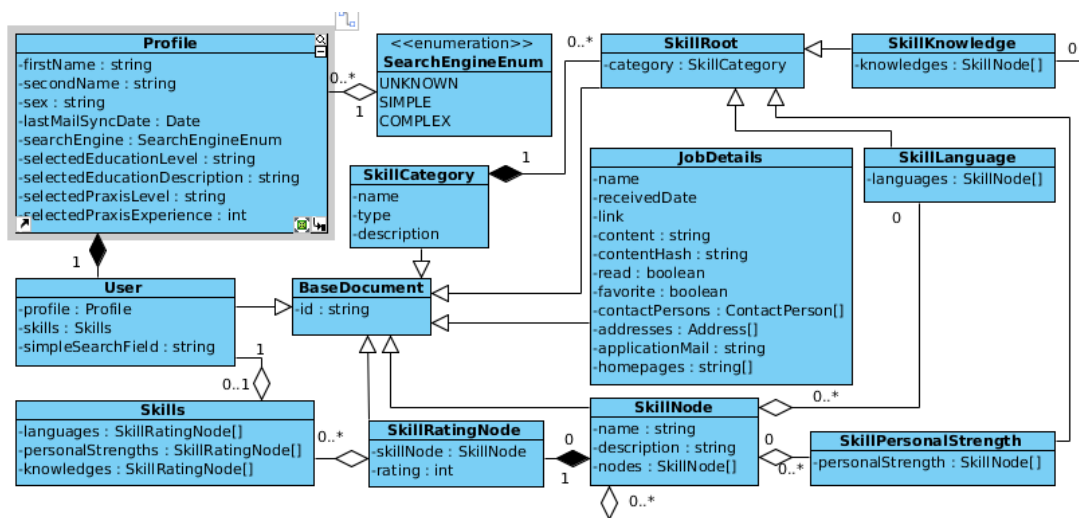 Profile
-firstName : string
-secondName : string
-sex : string
-lastMailSyncDate : Date
-searchEngine : SearchEngineEnum
-selectedEducationLevel : string
-selectedEducationDescription : string
-selectedPraxisLevel : string
-selectedPraxisExperience : int
0..*
1
<<enumeration>>
SearchEngineEnum
UNKNOWN
SIMPLE
COMPLEX
0..*
SkillRoot
-category : SkillCategory
SkillKnowledge
-knowledges : SkillNode[]
0
1
SkillCategory
-name
-type
-description
JobDetails
-name
-receivedDate
-link
-content : string
-contentHash : string
-read : boolean
-favorite : boolean
-contactPersons : ContactPerson[]
-addresses : Address[]
-applicationMail : string
-homepages : string[]
SkillLanguage
-languages : SkillNode[]
0
1
User
-profile : Profile
-skills : Skills
-simpleSearchField : string
BaseDocument
-id : string
1
0..1
Skills
-languages : SkillRatingNode[]
-personalStrengths : SkillRatingNode[]
-knowledges : SkillRatingNode[]
0..*
SkillRatingNode
-skillNode : SkillNode
-rating : int
0
1
SkillNode
-name : string
-description : string
-nodes : SkillNode[]
0..*
0
0..*
SkillPersonalStrength
-personalStrength : SkillNode[]
0..*